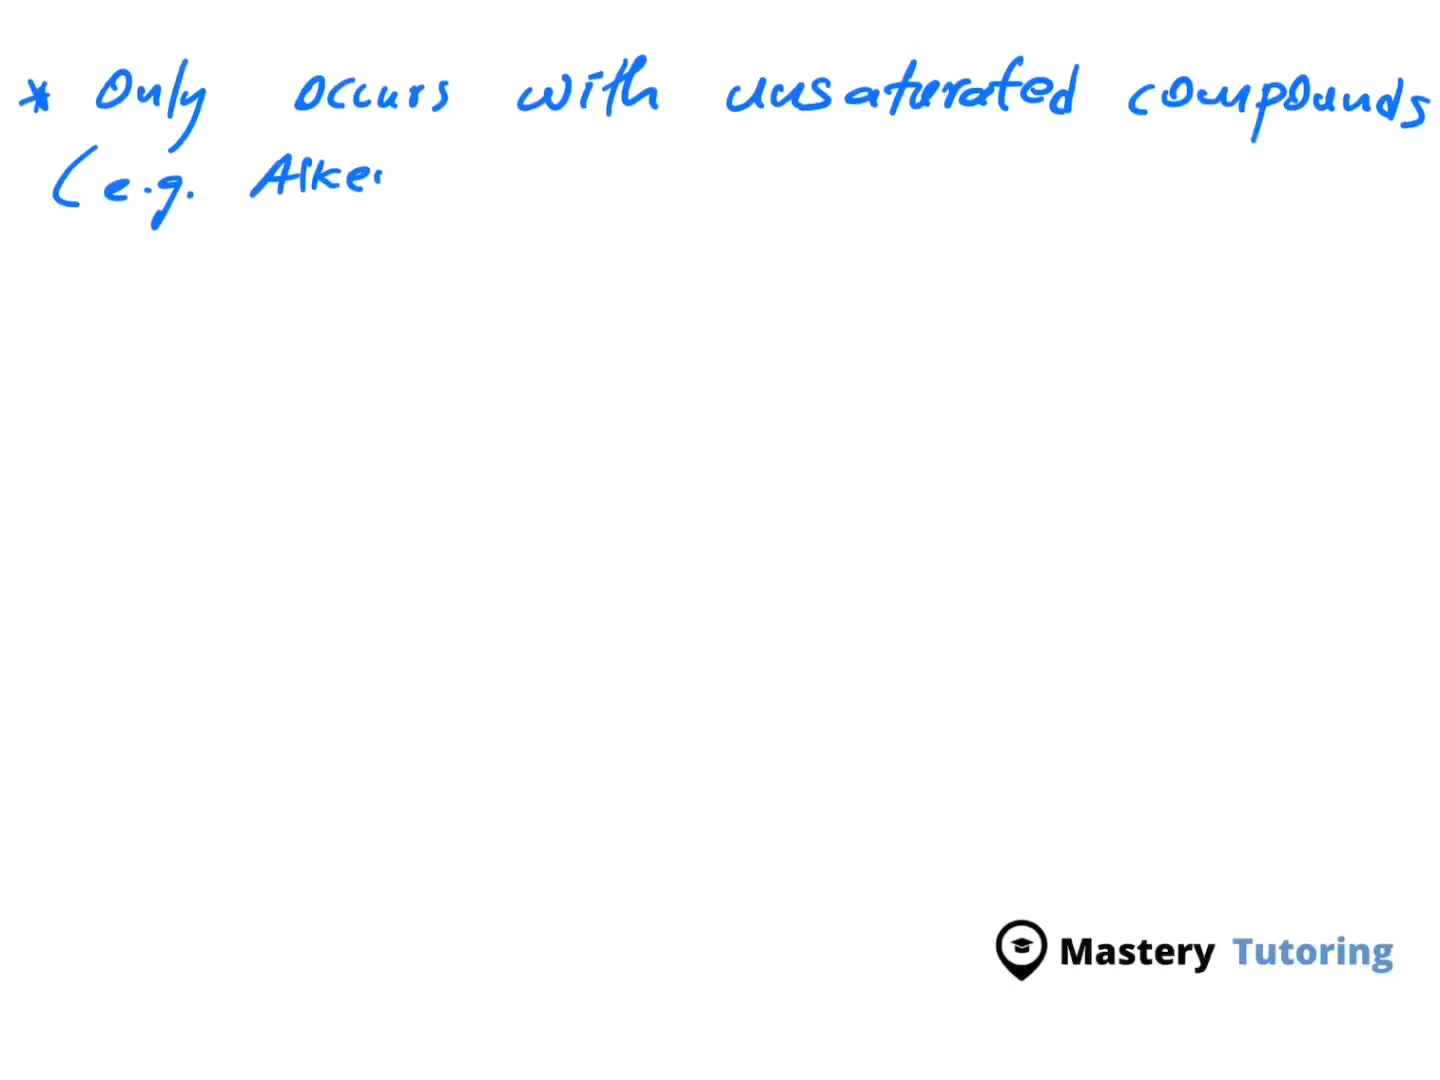 * Only occurs with unsaturated compounds
(e.g. Alke
Mastery Tutoring